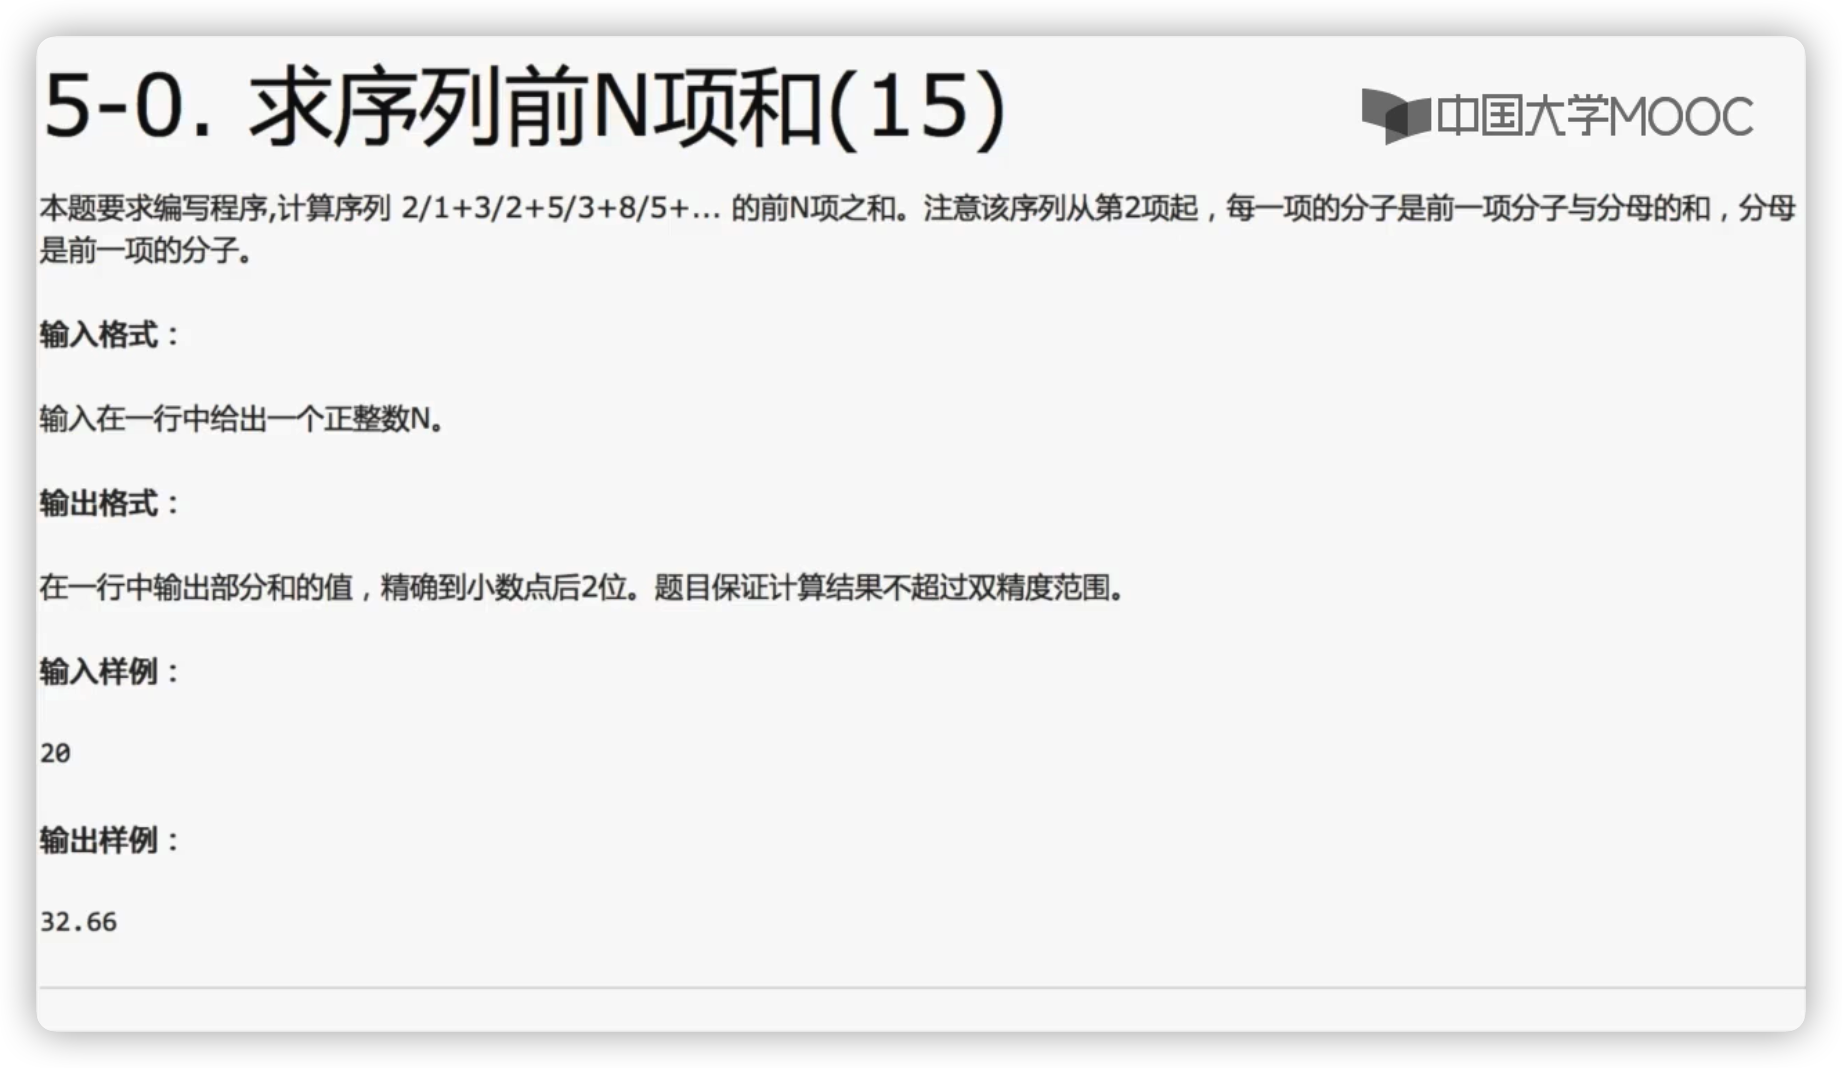 5-0. 求序列前N项和(15)
中国大学MOOC
本题要求编写程序,计算序列 2/1+3/2+5/3+8/5+... 的前N项之和。注意该序列从第2项起，每一项的分子是前一项分子与分母的和，分母
是前一项的分子。
输入格式：
输入在一行中给出一个正整数N。
输出格式：
在一行中输出部分和的值，精确到小数点后2位。题目保证计算结果不超过双精度范围。
输入样例：
20
输出样例：
32.66